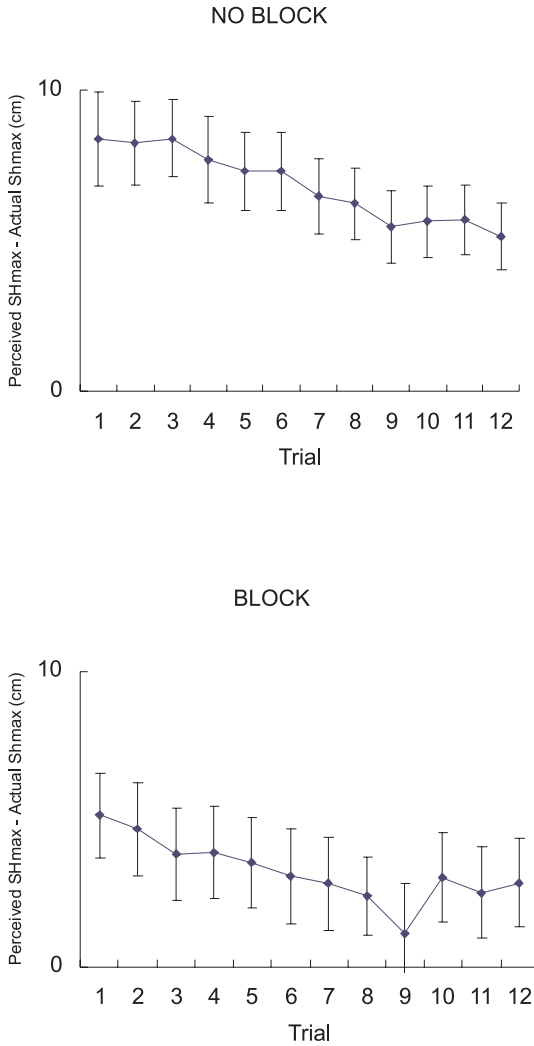 NO BLOCK
Perceived SHmax - Actual Shmax (cm)
10
0
1 2 3 4 5 6 7 8 9 10 11 12
Trial
BLOCK
Perceived SHmax - Actual Shmax (cm)
10
0
1 2 3 4 5 6 7 8 9 10 11 12
Trial